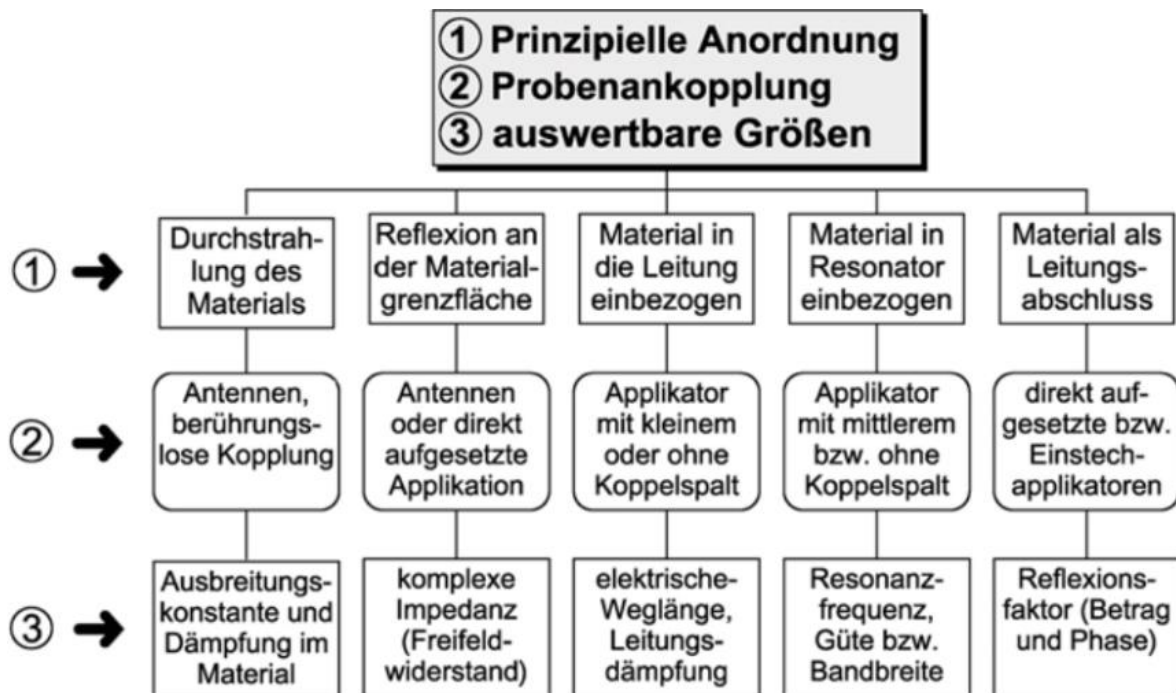 ① Prinzipielle Anordnung
② Probenankopplung
③ auswertbare Größen
①
Durchstrah-
lung des
Materials
Reflexion an
der Material-
grenzfläche
Material in
die Leitung
einbezogen
Material in
Resonator
einbezogen
Material als
Leitungs-
abschluss
②
Antennen,
berührungs-
lose Kopplung
Antennen
oder direkt
aufgesetzte
Applikation
Applikator
mit kleinem
oder ohne
Koppelspalt
Applikator
mit mittlerem
bzw. ohne
Koppelspalt
direkt auf-
gesetzte bzw.
Einstech-
applikatoren
③
Ausbreitungs-
konstante und
Dämpfung im
Material
komplexe
Impedanz
(Freifeld-
widerstand)
elektrische-
Weglänge,
Leitungs-
dämpfung
Resonanz-
frequenz,
Güte bzw.
Bandbreite
Reflexions-
faktor (Betrag
und Phase)